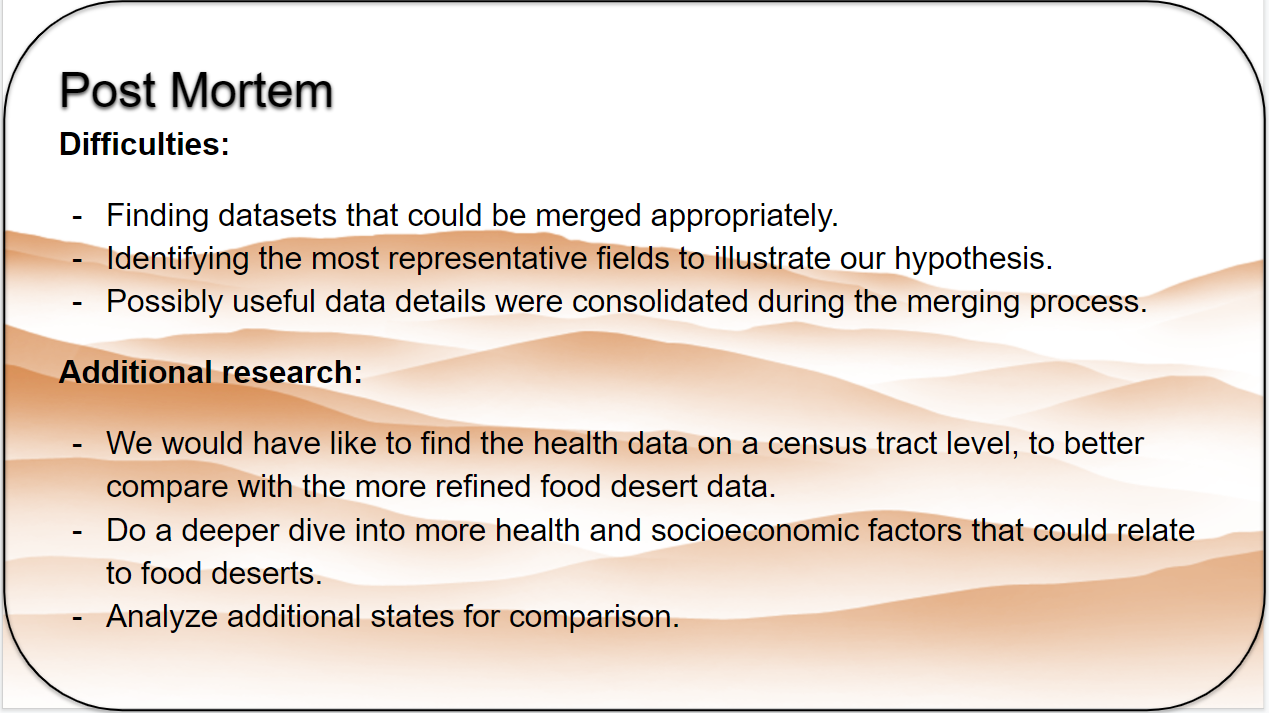 Post Mortem
Difficulties:
- Finding datasets that could be merged appropriately.
- Identifying the most representative fields to illustrate our hypothesis.
- Possibly useful data details were consolidated during the merging process.
Additional research:
- We would have like to find the health data on a census tract level, to better
compare with the more refined food desert data.
- Do a deeper dive into more health and socioeconomic factors that could relate
to food deserts.
- Analyze additional states for comparison.